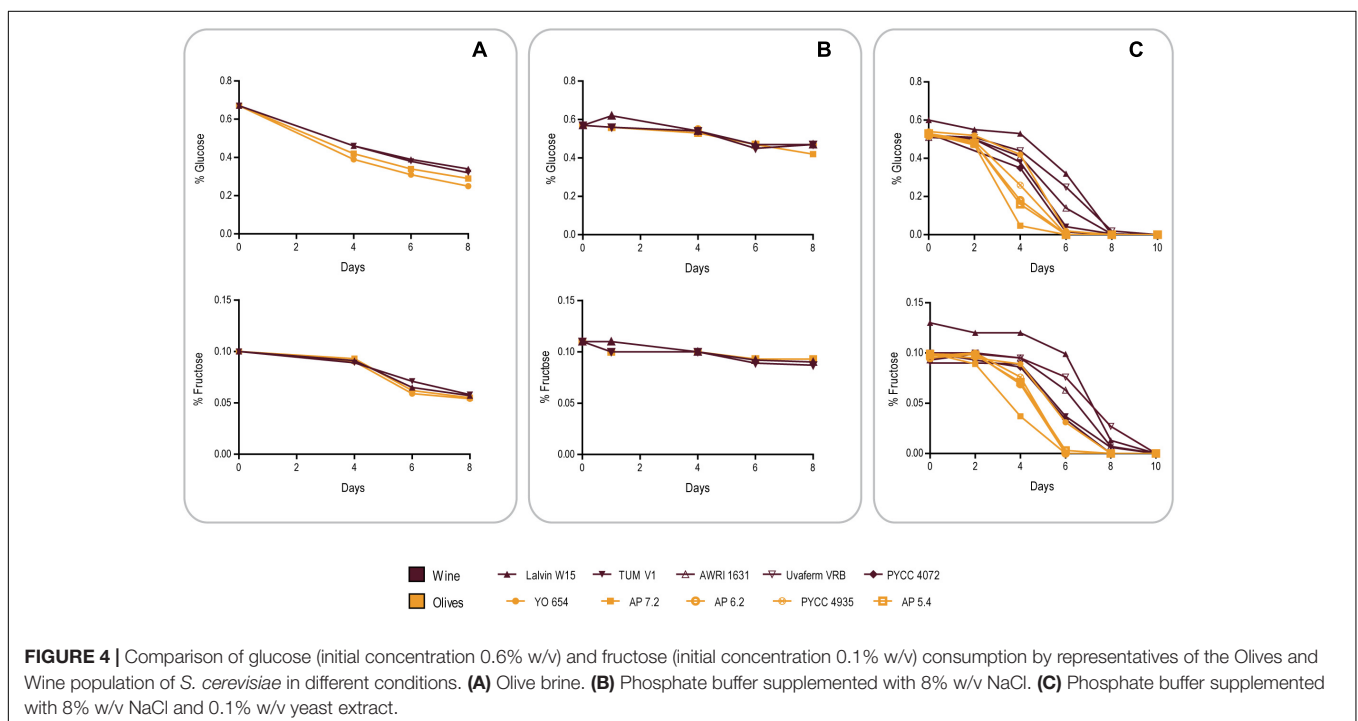 A
B
C
0.8
0.6
0.4
0.2
0.0
% Glucose
0 2 4 6 8
Days
0.8
0.6
0.4
0.2
0.0
% Glucose
0 2 4 6 8
Days
0.8
0.6
0.4
0.2
0.0
% Glucose
0 2 4 6 8 10
Days
0.15
0.10
0.05
0.00
% Fructose
0 2 4 6 8
Days
0.15
0.10
0.05
0.00
% Fructose
0 2 4 6 8
Days
0.15
0.10
0.05
0.00
% Fructose
0 2 4 6 8 10
Days
Wine Lalvin W15 TUM V1 AWRI 1631 Uvaferm VRB PYCC 4072
Olives YO 654 AP 7.2 AP 6.2 PYCC 4935 AP 5.4
FIGURE 4 | Comparison of glucose (initial concentration 0.6% w/v) and fructose (initial concentration 0.1% w/v) consumption by representatives of the Olives and
Wine population of S. cerevisiae in different conditions. (A) Olive brine. (B) Phosphate buffer supplemented with 8% w/v NaCl. (C) Phosphate buffer supplemented
with 8% w/v NaCl and 0.1% w/v yeast extract.